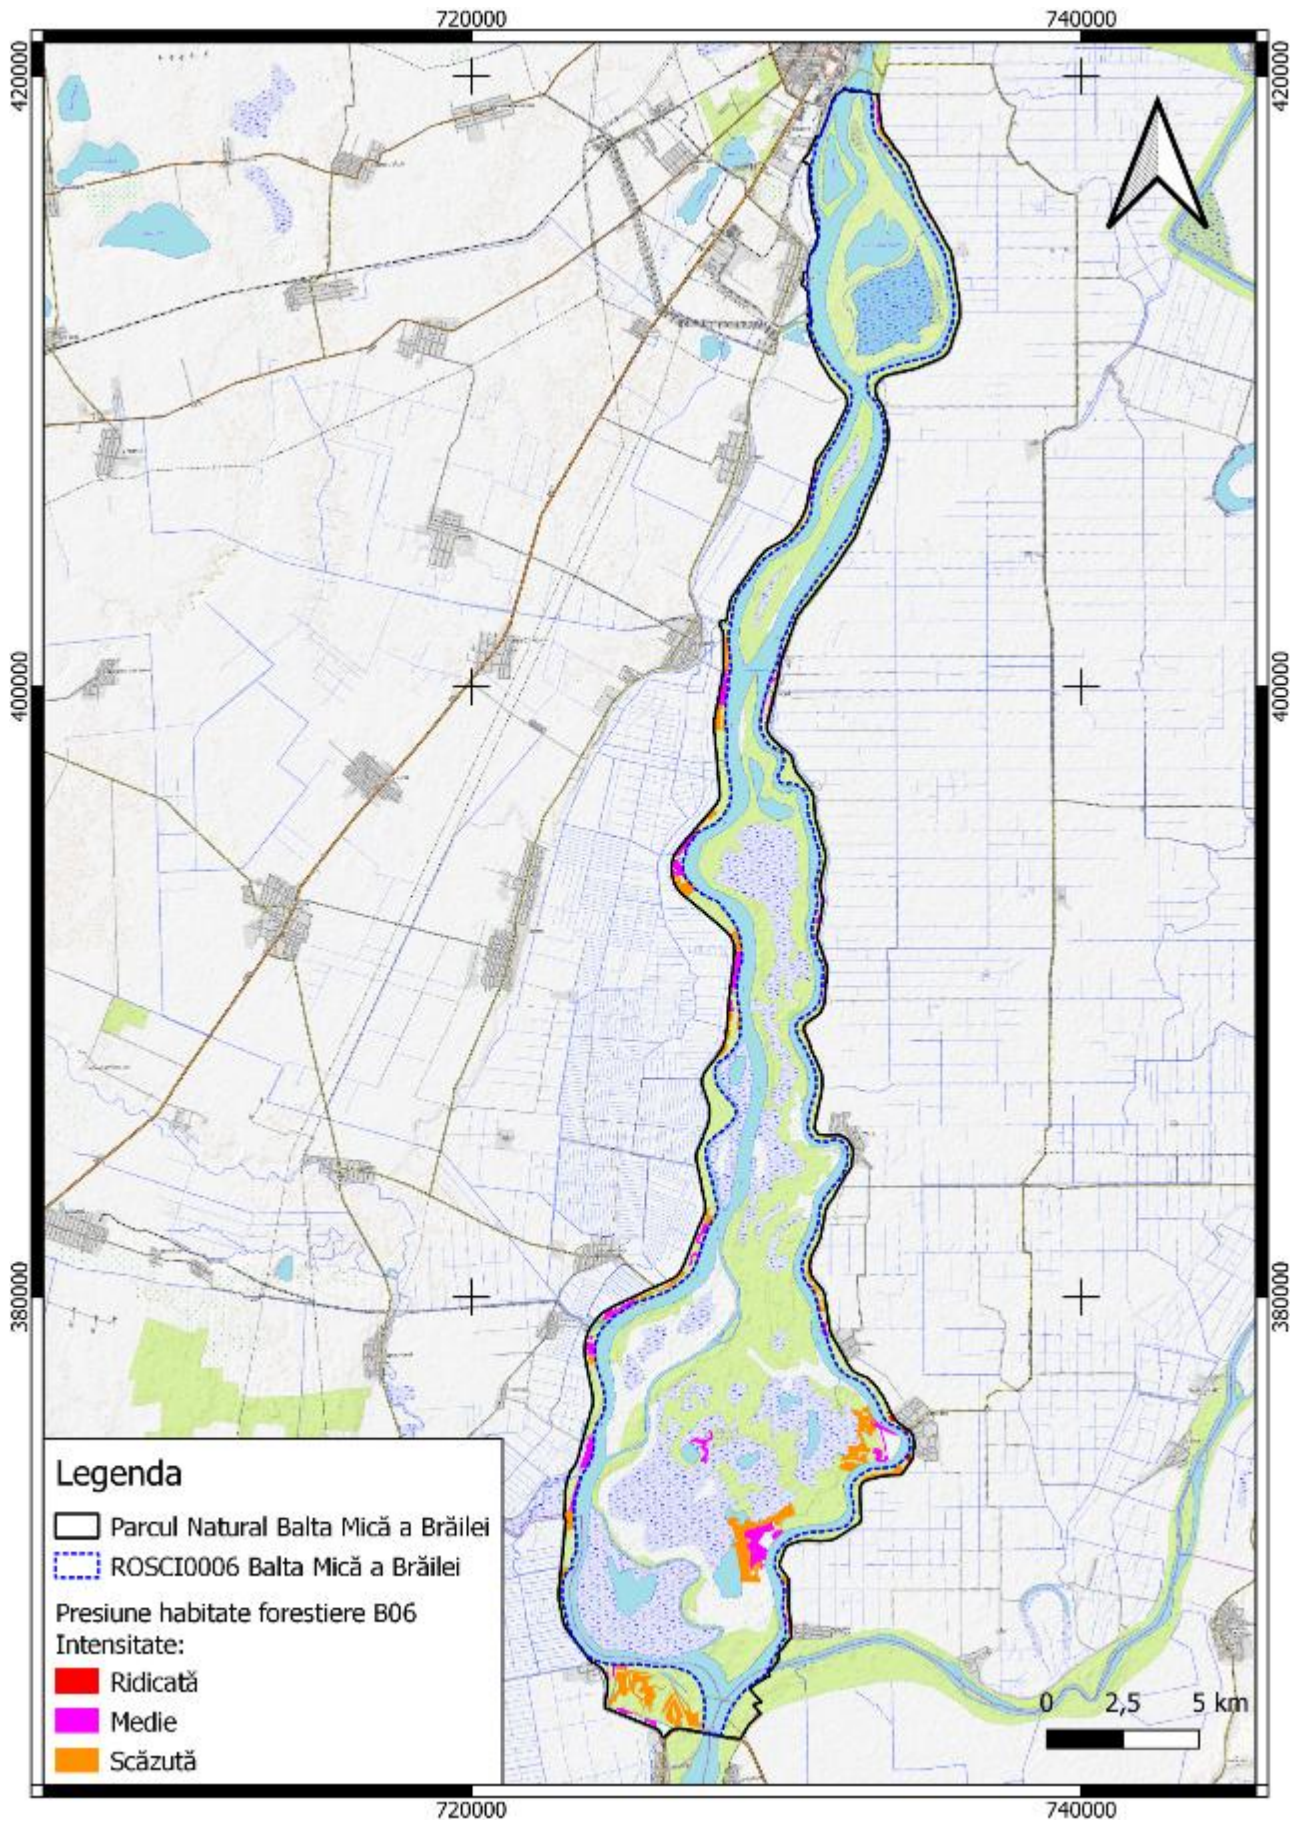 720000
740000
420000
420000
400000
400000
380000
380000
Legenda
Parcul Natural Balta Mică a Brăilei
ROSCI0006 Balta Mică a Brăilei
Presiune habitate forestiere B06
Intensitate:
Ridicată
Medie
Scăzută
0 2,5 5 km
720000
740000